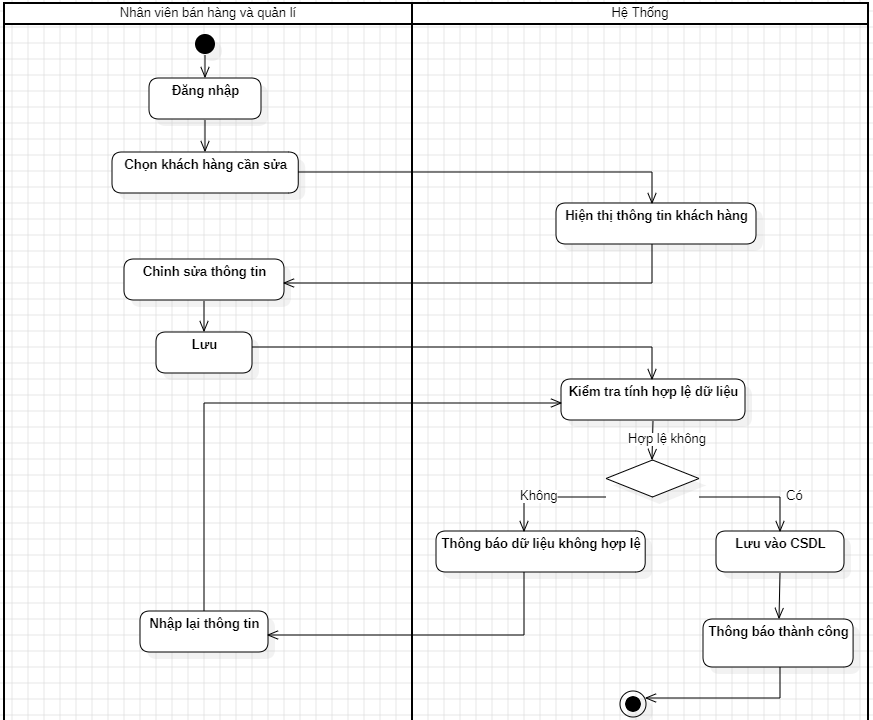 Nhân viên bán hàng và quản lí
Hệ Thống
Đăng nhập
Chọn khách hàng cần sửa
Hiện thị thông tin khách hàng
Chỉnh sửa thông tin
Lưu
Kiểm tra tính hợp lệ dữ liệu
Hợp lệ không
Không
Có
Thông báo dữ liệu không hợp lệ
Lưu vào CSDL
Nhập lại thông tin
Thông báo thành công